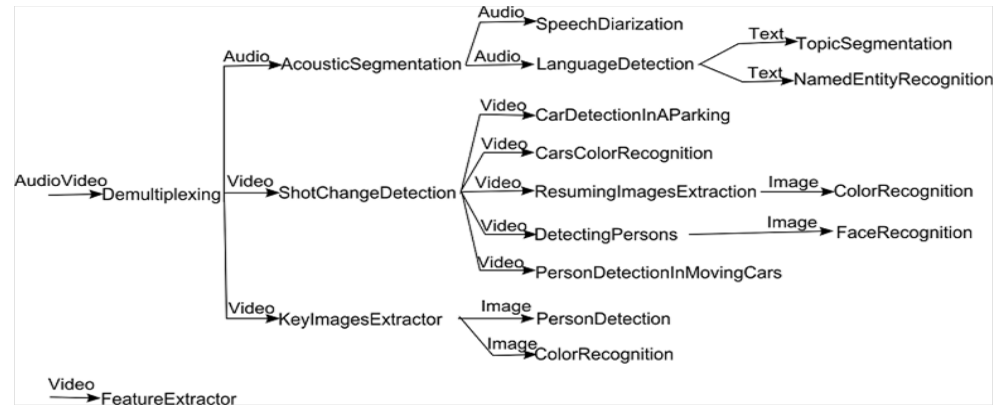 Audio SpeechDiarization
Audio AcousticSegmentation Audio LanguageDetection Text TopicSegmentation
Text NamedEntityRecognition
Video CarDetectionInAParking
Video CarsColorRecognition
AudioVideo Demultiplexing Video ShotChangeDetection Video ResumingImagesExtraction Image ColorRecognition
Video DetectingPersons Image FaceRecognition
Video PersonDetectionInMovingCars
Video KeyImagesExtractor Image PersonDetection
Image ColorRecognition
Video FeatureExtractor